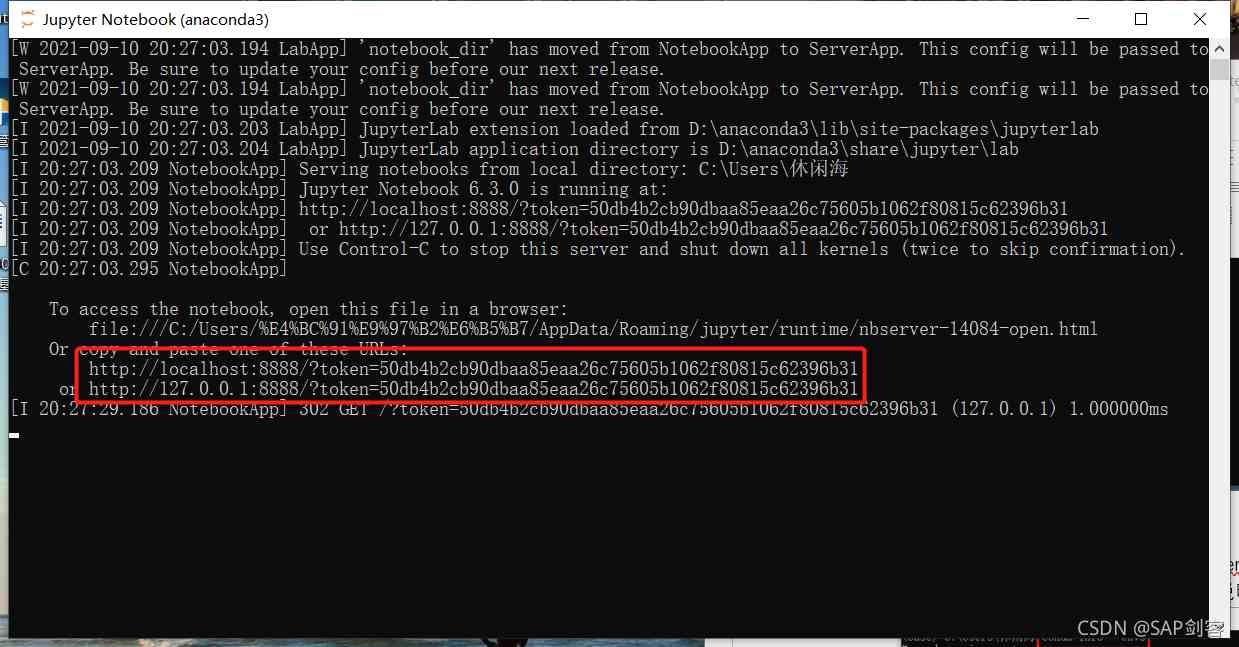 Jupyter Notebook (anaconda3)
[W 2021-09-10 20:27:03.194 LabApp] 'notebook_dir' has moved from NotebookApp to ServerApp. This config will be passed to
ServerApp. Be sure to update your config before our next release.
[W 2021-09-10 20:27:03.194 LabApp] 'notebook_dir' has moved from NotebookApp to ServerApp. This config will be passed to
ServerApp. Be sure to update your config before our next release.
[I 2021-09-10 20:27:03.203 LabApp] JupyterLab extension loaded from D:\anaconda3\lib\site-packages\jupyterlab
[I 2021-09-10 20:27:03.204 LabApp] JupyterLab application directory is D:\anaconda3\share\jupyter\lab
[I 20:27:03.209 NotebookApp] Serving notebooks from local directory: C:\Users\休闲海
[I 20:27:03.209 NotebookApp] Jupyter Notebook 6.3.0 is running at:
[I 20:27:03.209 NotebookApp] http://localhost:8888/?token=50db4b2cb90dbaa85eaa26c75605b1062f80815c62396b31
[I 20:27:03.209 NotebookApp]  or http://127.0.0.1:8888/?token=50db4b2cb90dbaa85eaa26c75605b1062f80815c62396b31
[I 20:27:03.209 NotebookApp] Use Control-C to stop this server and shut down all kernels (twice to skip confirmation).
[C 20:27:03.295 NotebookApp]
To access the notebook, open this file in a browser:
file:///C:/Users/%E4%BC%91%E9%97%B2%E6%B5%B7/AppData/Roaming/jupyter/runtime/nbserver-14084-open.html
Or copy and paste one of these URLs:
http://localhost:8888/?token=50db4b2cb90dbaa85eaa26c75605b1062f80815c62396b31
or http://127.0.0.1:8888/?token=50db4b2cb90dbaa85eaa26c75605b1062f80815c62396b31
[I 20:27:29.186 NotebookApp] 302 GET /?token=50db4b2cb90dbaa85eaa26c75605b1062f80815c62396b31 (127.0.0.1) 1.000000ms
CSDN @SAP剑客